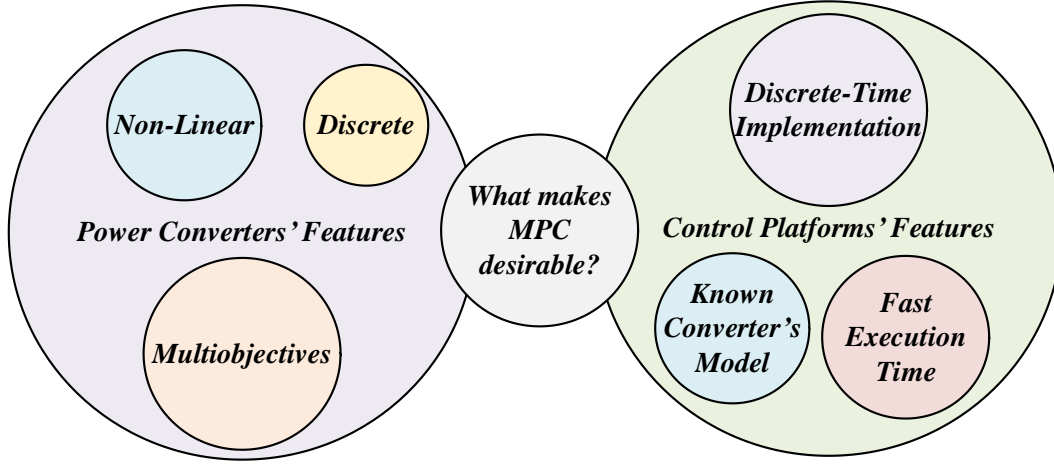 Non-Linear
Discrete
Power Converters' Features
Multiobjectives
What makes
MPC
desirable?
Discrete-Time
Implementation
Control Platforms' Features
Known
Converter's
Model
Fast
Execution
Time